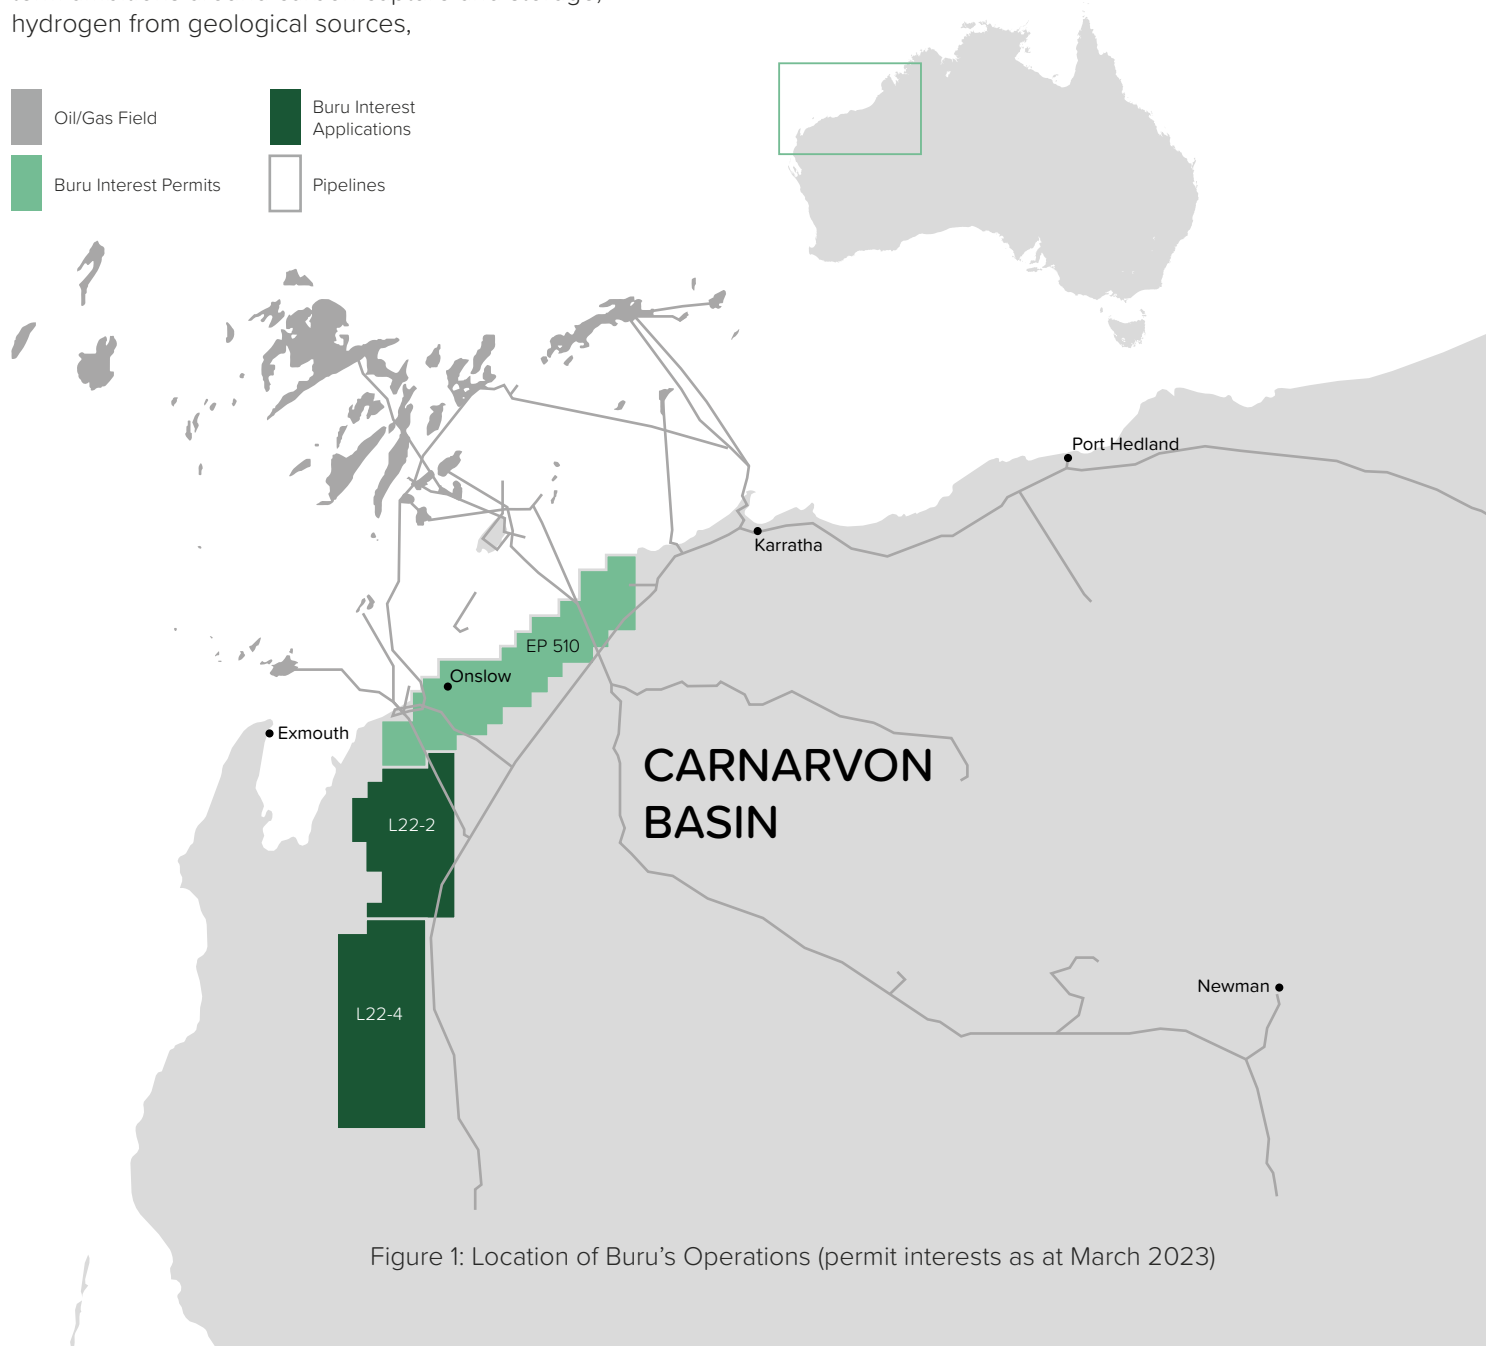 hydrogen from geological sources,
Oil/Gas Field
Buru Interest
Applications
Buru Interest Permits
Pipelines
Port Hedland
Karratha
EP 510
Onslow
Exmouth
CARNARVON
BASIN
L22-2
Newman
L22-4
Figure 1: Location of Buru’s Operations (permit interests as at March 2023)